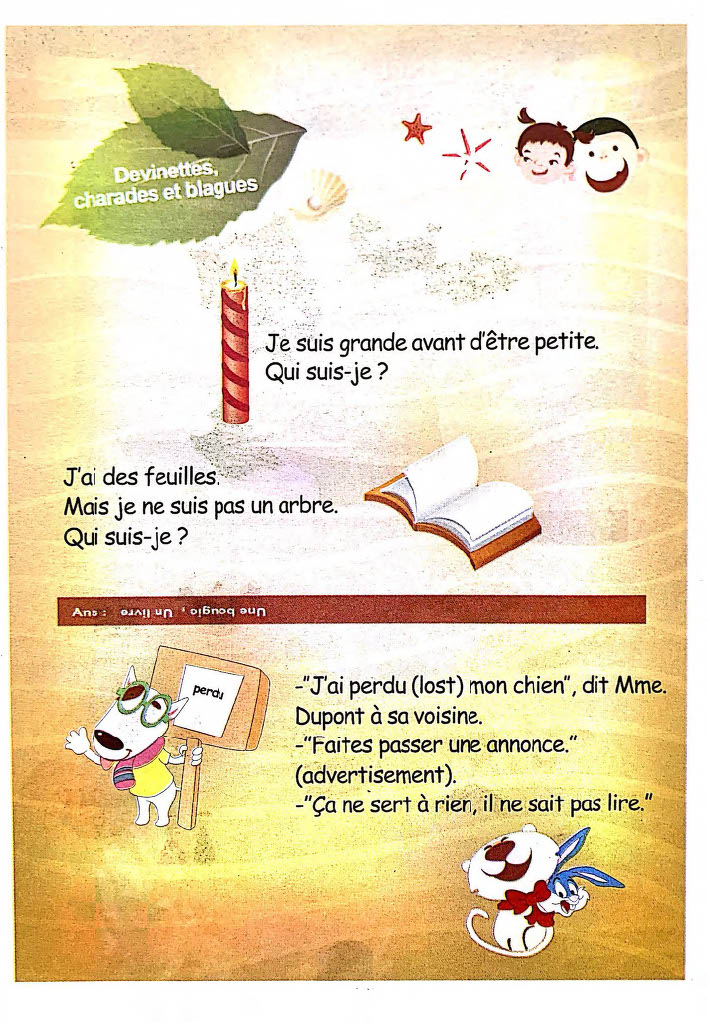 Devinettes,
charades et blagues
Je suis grande avant d'être petite.
Qui suis-je ?
J'ai des feuilles.
Mais je ne suis pas un arbre.
Qui suis-je ?
Ans : Une bougie ; Un livre
perdu
-"J'ai perdu (lost) mon chien", dit Mme.
Dupont à sa voisine.
-"Faites passer une annonce."
(advertisement).
-"Ça ne sert à rien, il ne sait pas lire."